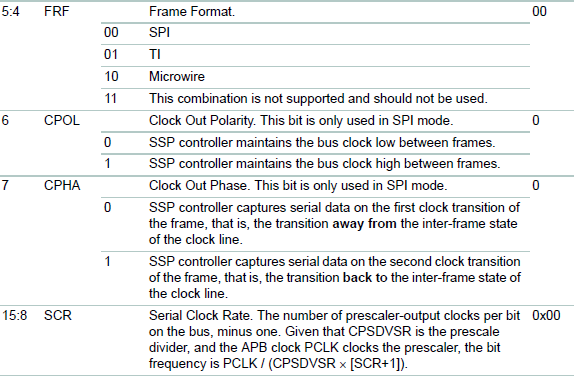 5:4 FRF Frame Format. 00
00 SPI
01 TI
10 Microwire
11 This combination is not supported and should not be used.
6 CPOL Clock Out Polarity. This bit is only used in SPI mode. 0
0 SSP controller maintains the bus clock low between frames.
1 SSP controller maintains the bus clock high between frames.
7 CPHA Clock Out Phase. This bit is only used in SPI mode. 0
0 SSP controller captures serial data on the first clock transition of
the frame, that is, the transition away from the inter-frame state
of the clock line.
1 SSP controller captures serial data on the second clock transition
of the frame, that is, the transition back to the inter-frame state of
the clock line.
15:8 SCR Serial Clock Rate. The number of prescaler-output clocks per bit 0x00
on the bus, minus one. Given that CPSDVSR is the prescale
divider, and the APB clock PCLK clocks the prescaler, the bit
frequency is PCLK / (CPSDVSR × [SCR+1]).